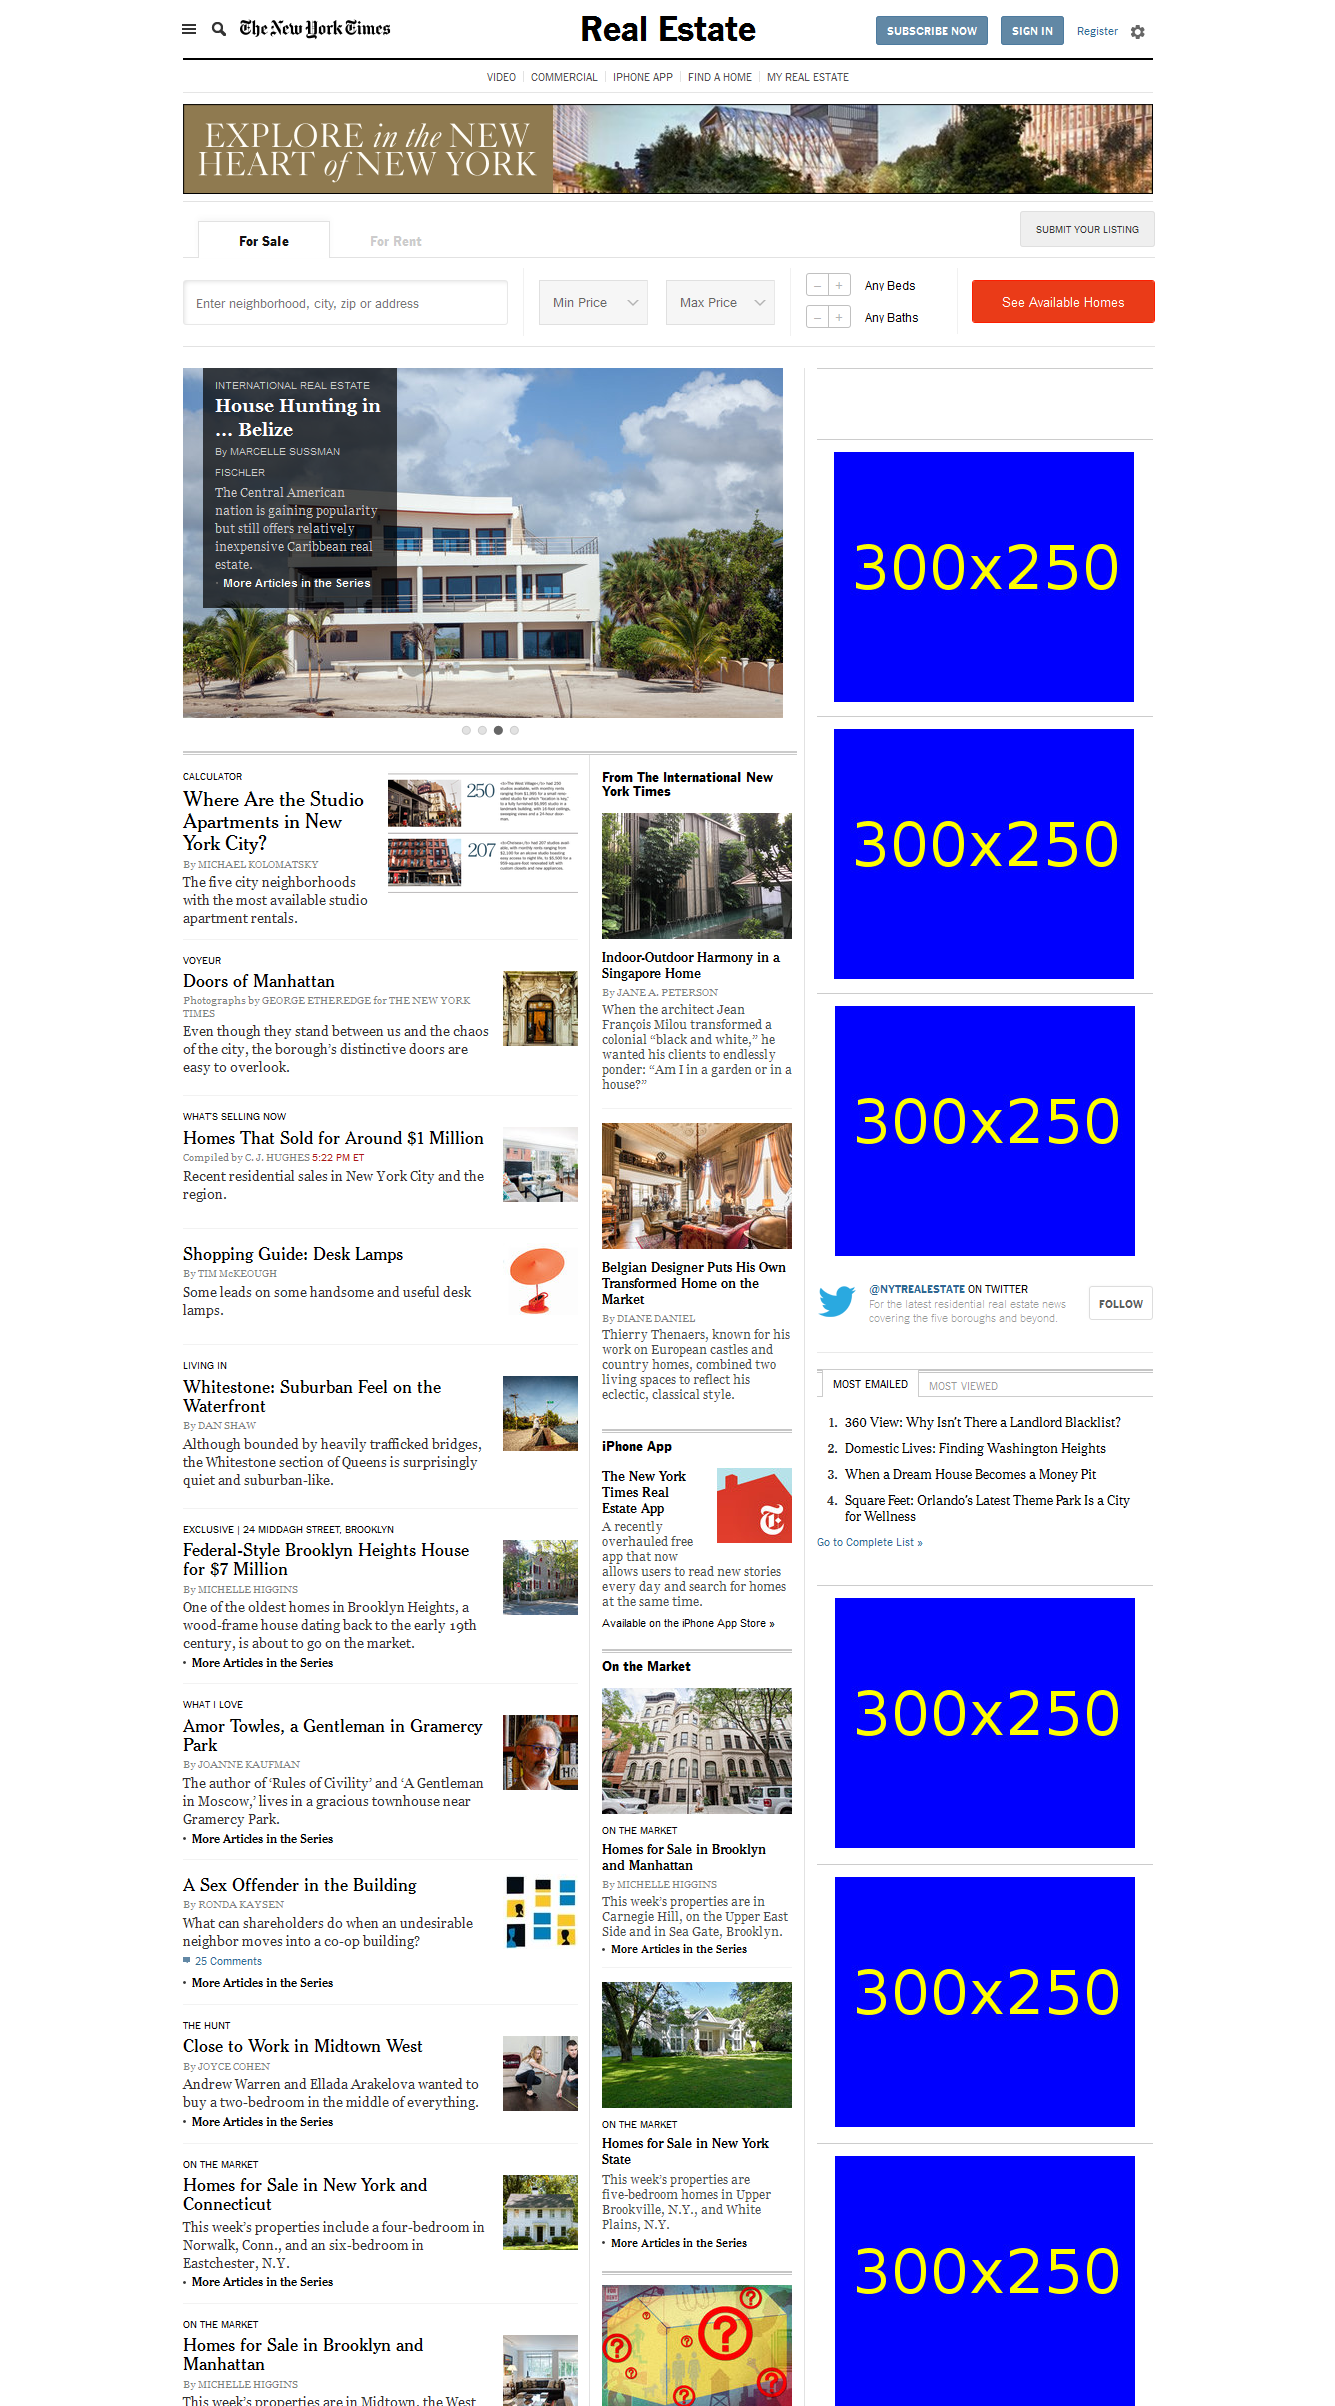 The New York Times
Real Estate
SUBSCRIBE NOW
SIGN IN
Register
VIDEO
COMMERCIAL
IPHONE APP
FIND A HOME
MY REAL ESTATE
EXPLORE in the NEW
HEART of NEW YORK
For Sale
For Rent
SUBMIT YOUR LISTING
Enter neighborhood, city, zip or address
Min Price
Max Price
– +
Any Beds
– +
Any Baths
See Available Homes
INTERNATIONAL REAL ESTATE
House Hunting in
... Belize
By MARCELLE SUSSMAN
FISCHLER
The Central American
nation is gaining popularity
but still offers relatively
inexpensive Caribbean real
estate.
• More Articles in the Series
CALCULATOR
Where Are the Studio
Apartments in New
York City?
By MICHAEL KOLOMATSKY
The five city neighborhoods
with the most available studio
apartment rentals.
250
207
VOYEUR
Doors of Manhattan
Photographs by GEORGE ETHEREDGE for THE NEW YORK
TIMES
Even though they stand between us and the chaos
of the city, the borough’s distinctive doors are
easy to overlook.
WHAT'S SELLING NOW
Homes That Sold for Around $1 Million
Compiled by C. J. HUGHES 5:22 PM ET
Recent residential sales in New York City and the
region.
Shopping Guide: Desk Lamps
By TIM McKEOUGH
Some leads on some handsome and useful desk
lamps.
LIVING IN
Whitestone: Suburban Feel on the
Waterfront
By DAN SHAW
Although bounded by heavily trafficked bridges,
the Whitestone section of Queens is surprisingly
quiet and suburban-like.
EXCLUSIVE | 24 MIDDAGH STREET, BROOKLYN
Federal-Style Brooklyn Heights House
for $7 Million
By MICHELLE HIGGINS
One of the oldest homes in Brooklyn Heights, a
wood-frame house dating back to the early 19th
century, is about to go on the market.
• More Articles in the Series
WHAT I LOVE
Amor Towles, a Gentleman in Gramercy
Park
By JOANNE KAUFMAN
The author of ‘Rules of Civility’ and ‘A Gentleman
in Moscow,’ lives in a gracious townhouse near
Gramercy Park.
• More Articles in the Series
A Sex Offender in the Building
By RONDA KAYSEN
What can shareholders do when an undesirable
neighbor moves into a co-op building?
25 Comments
• More Articles in the Series
THE HUNT
Close to Work in Midtown West
By JOYCE COHEN
Andrew Warren and Ellada Arakelova wanted to
buy a two-bedroom in the middle of everything.
• More Articles in the Series
ON THE MARKET
Homes for Sale in New York and
Connecticut
This week’s properties include a four-bedroom in
Norwalk, Conn., and an six-bedroom in
Eastchester, N.Y.
• More Articles in the Series
ON THE MARKET
Homes for Sale in Brooklyn and
Manhattan
By MICHELLE HIGGINS
This week’s properties are in Midtown, the West
From The International New
York Times
Indoor-Outdoor Harmony in a
Singapore Home
By JANE A. PETERSON
When the architect Jean
François Milou transformed a
colonial “black and white,” he
wanted his clients to endlessly
ponder: “Am I in a garden or in a
house?”
Belgian Designer Puts His Own
Transformed Home on the
Market
By DIANE DANIEL
Thierry Thenaers, known for his
work on European castles and
country homes, combined two
living spaces to reflect his
eclectic, classical style.
iPhone App
The New York
Times Real
Estate App
A recently
overhauled free
app that now
allows users to read new stories
every day and search for homes
at the same time.
Available on the iPhone App Store »
On the Market
ON THE MARKET
Homes for Sale in Brooklyn
and Manhattan
By MICHELLE HIGGINS
This week’s properties are in
Carnegie Hill, on the Upper East
Side and in Sea Gate, Brooklyn.
• More Articles in the Series
ON THE MARKET
Homes for Sale in New York
State
This week’s properties are
five-bedroom homes in Upper
Brookville, N.Y., and White
Plains, N.Y.
• More Articles in the Series
FOR RENT
300x250
300x250
300x250
@NYTREALESTATE ON TWITTER
For the latest residential real estate news
covering the five boroughs and beyond.
FOLLOW
MOST EMAILED
MOST VIEWED
1. 360 View: Why Isn’t There a Landlord Blacklist?
2. Domestic Lives: Finding Washington Heights
3. When a Dream House Becomes a Money Pit
4. Square Feet: Orlando’s Latest Theme Park Is a City
for Wellness
Go to Complete List »
300x250
300x250
300x250